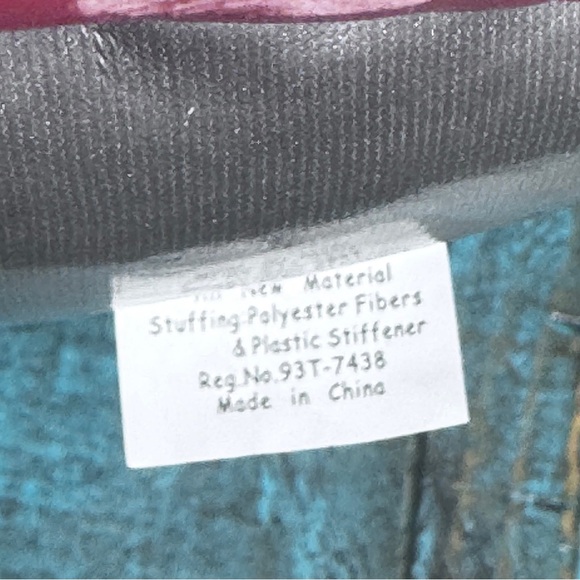 Material
Stuffing:Polyester Fibers
& Plastic Stiffener
Reg.No.93T-7438
Made in China